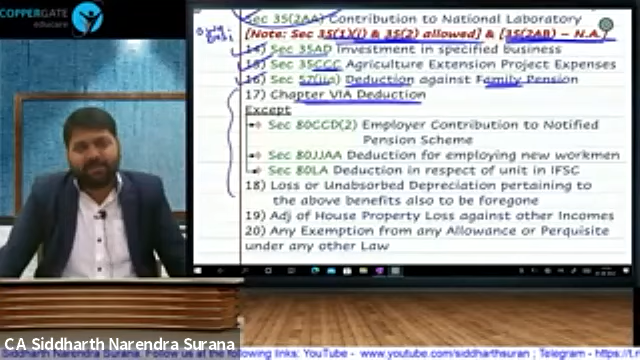 COPPERGATE
educare
only
basi
Sec 35(2AA) Contribution to National Laboratory
[Note: Sec 35(1)(i) & 35(2) allowed] & [35(2AB) – N.A.]
14) Sec 35AD Investment in specified business
15) Sec 35CCC Agriculture Extension Project Expenses
16) Sec 57(iia) Deduction against Family Pension
17) Chapter VIA Deduction
Except
Sec 80CCD(2) Employer Contribution to Notified
Pension Scheme
Sec 80JJAA Deduction for employing new workmen
Sec 80LA Deduction in respect of unit in IFSC
18) Loss or Unabsorbed Depreciation pertaining to
the above benefits also to be foregone
19) Adj of House Property Loss against other Incomes
20) Any Exemption from any Allowance or Perquisite
under any other Law
CA Siddharth Narendra Surana
Siddharth Narendra Surana. Follow us at the following links: YouTube - www.youtube.com/siddharthsuran ; Telegram - https://t.me